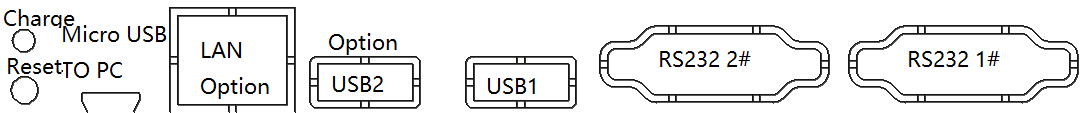 Charge
Micro USB
Reset
TO PC
LAN
Option
Option
USB2
USB1
RS232 2#
RS232 1#